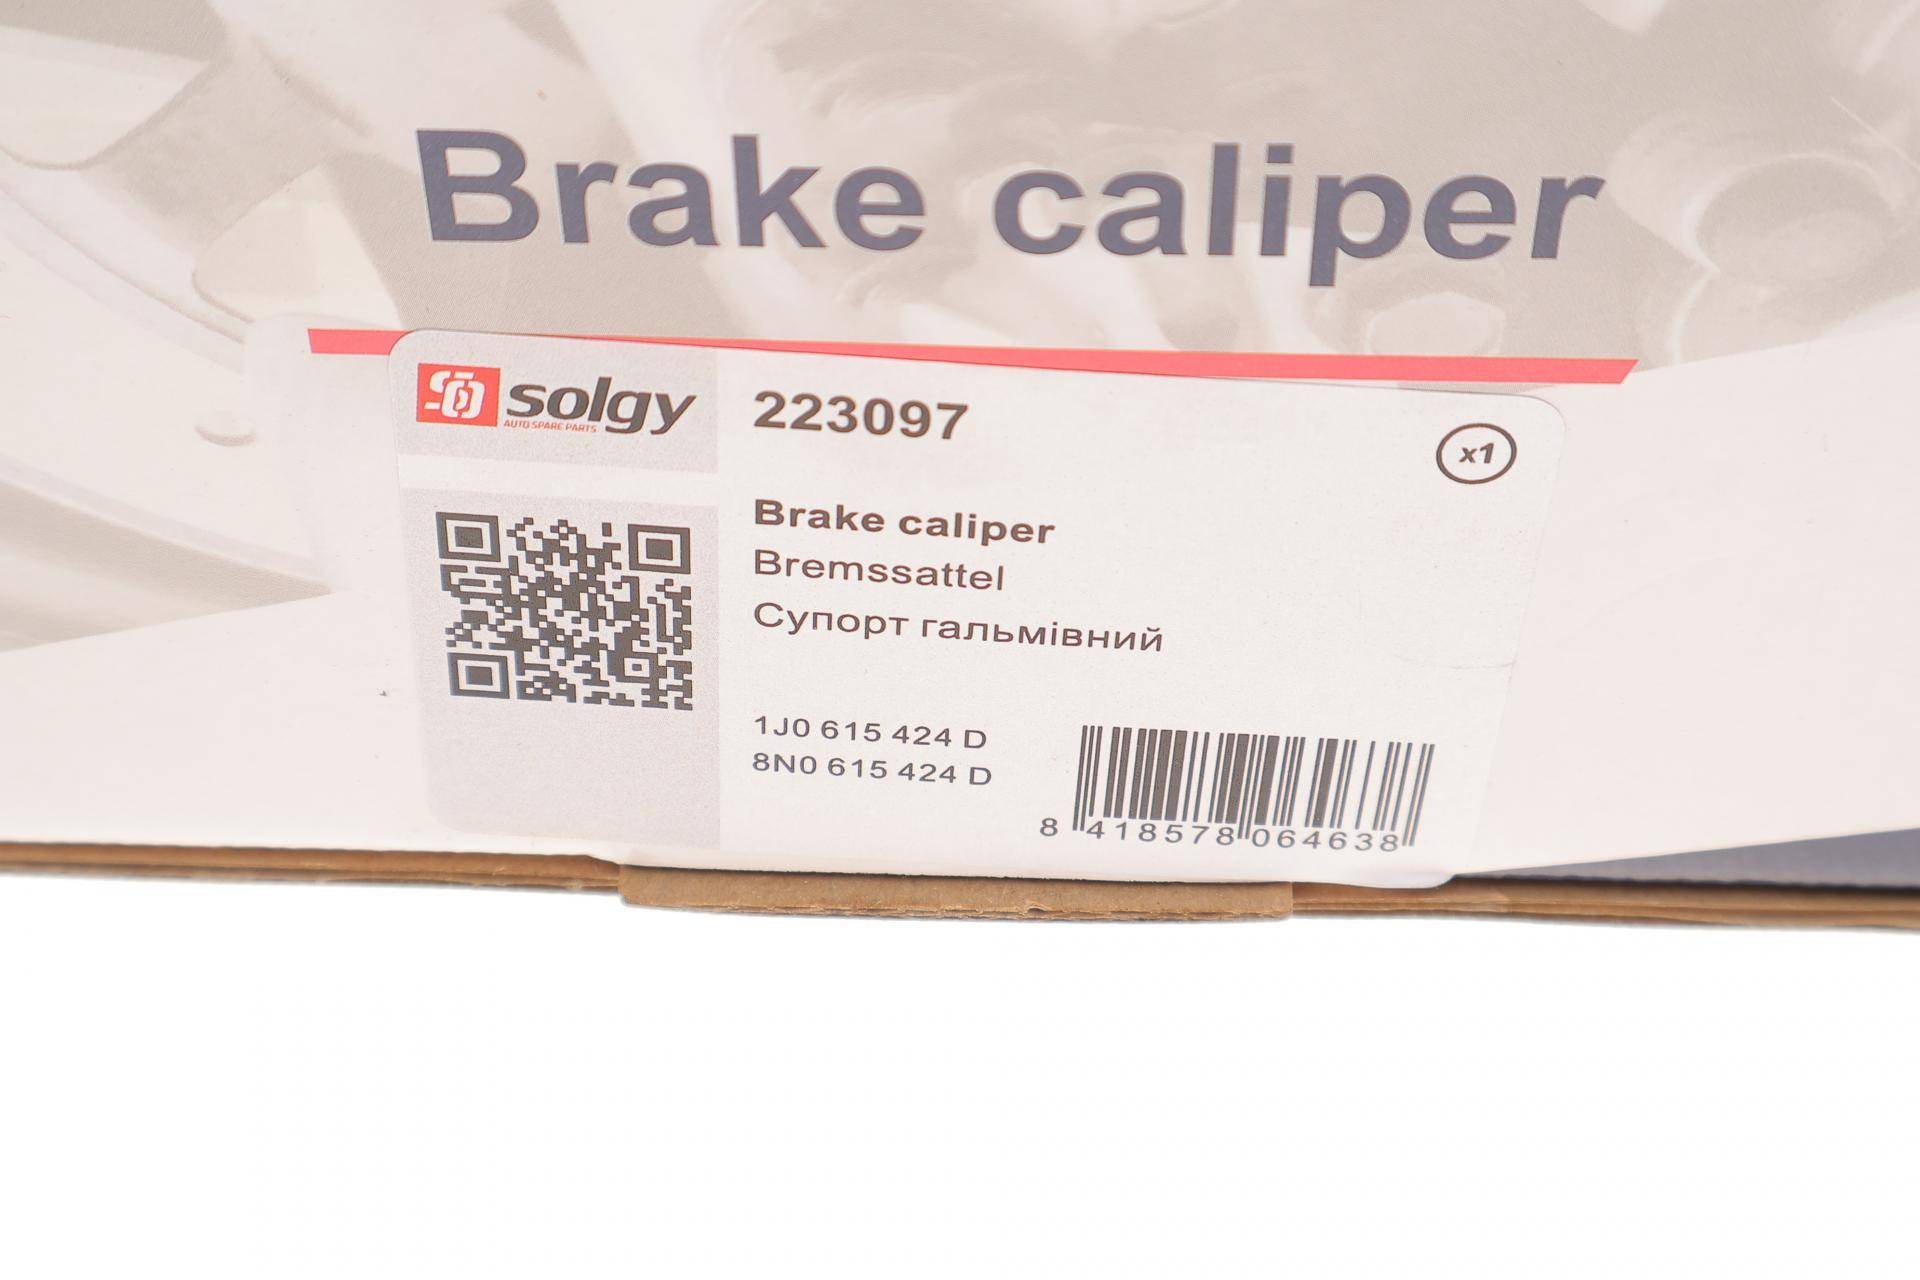 Brake caliper
solgy
AUTO SPARE PARTS
223097
x1
Brake caliper
Bremssattel
Супорт гальмівний
1J0 615 424 D
8N0 615 424 D
8 418578 064638